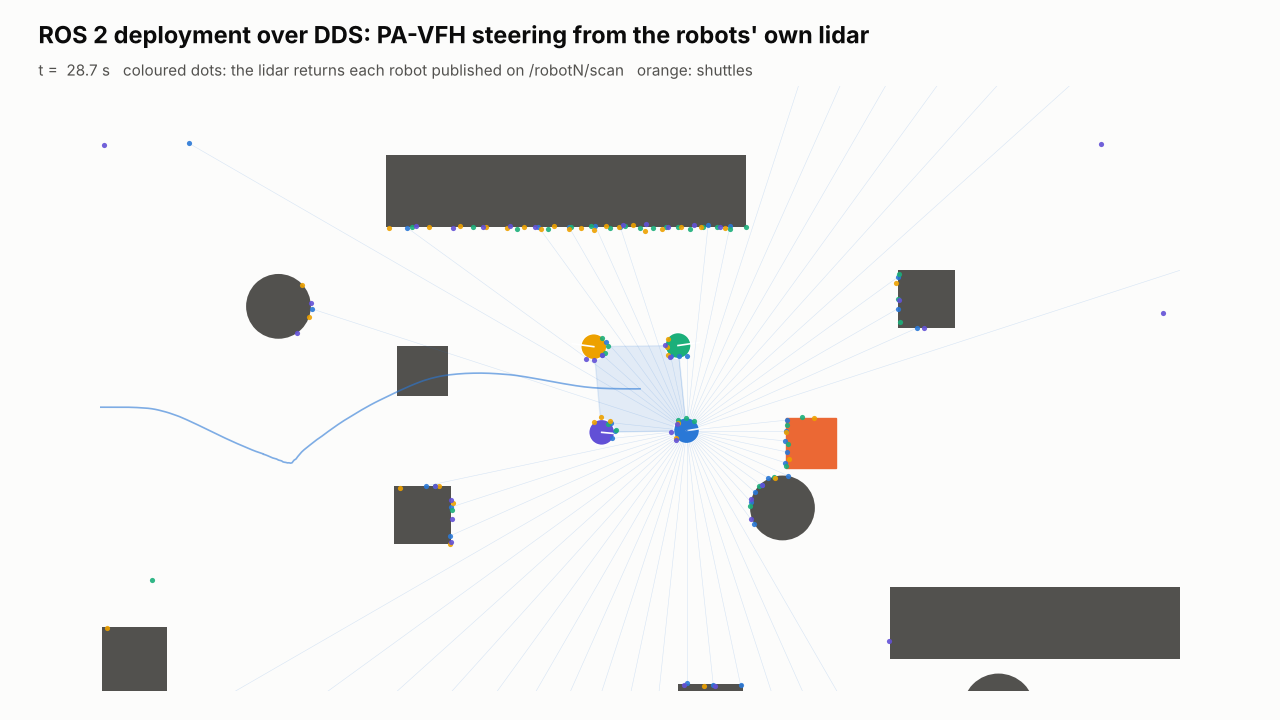 ROS 2 deployment over DDS: PA-VFH steering from the robots' own lidar
t =  28.7 s   coloured dots: the lidar returns each robot published on /robotN/scan   orange: shuttles